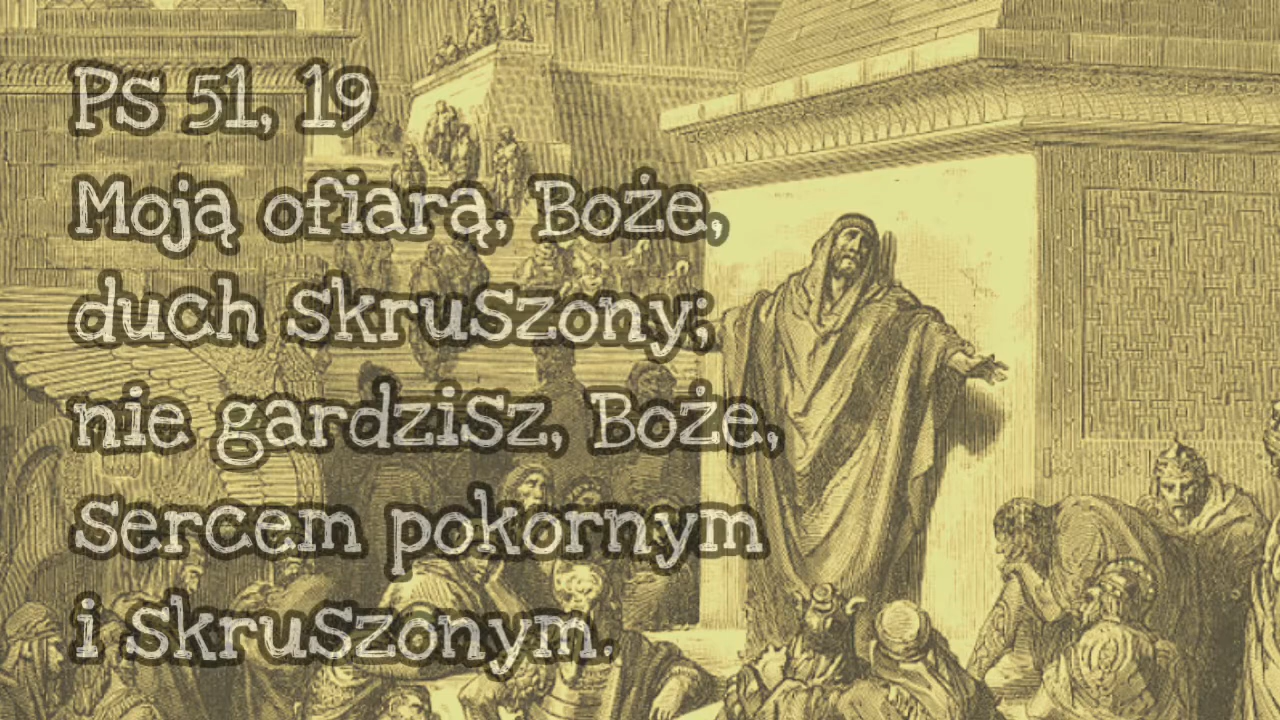 Ps 51, 19
Moją ofiarą, Boże,
duch skruszony;
nie gardzisz, Boże,
sercem pokornym
i skruszonym.